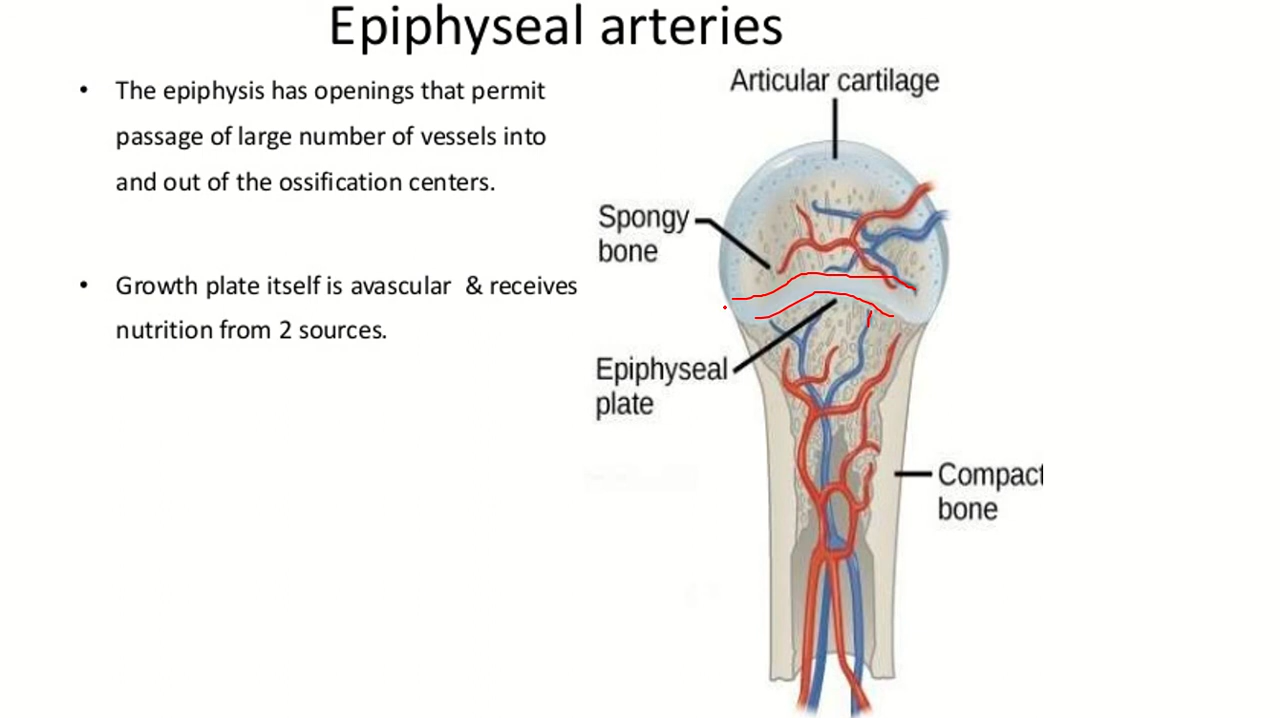 Epiphyseal arteries
• The epiphysis has openings that permit
passage of large number of vessels into
and out of the ossification centers.
• Growth plate itself is avascular & receives
nutrition from 2 sources.
Articular cartilage
Spongy
bone
Epiphyseal
plate
Compact
bone